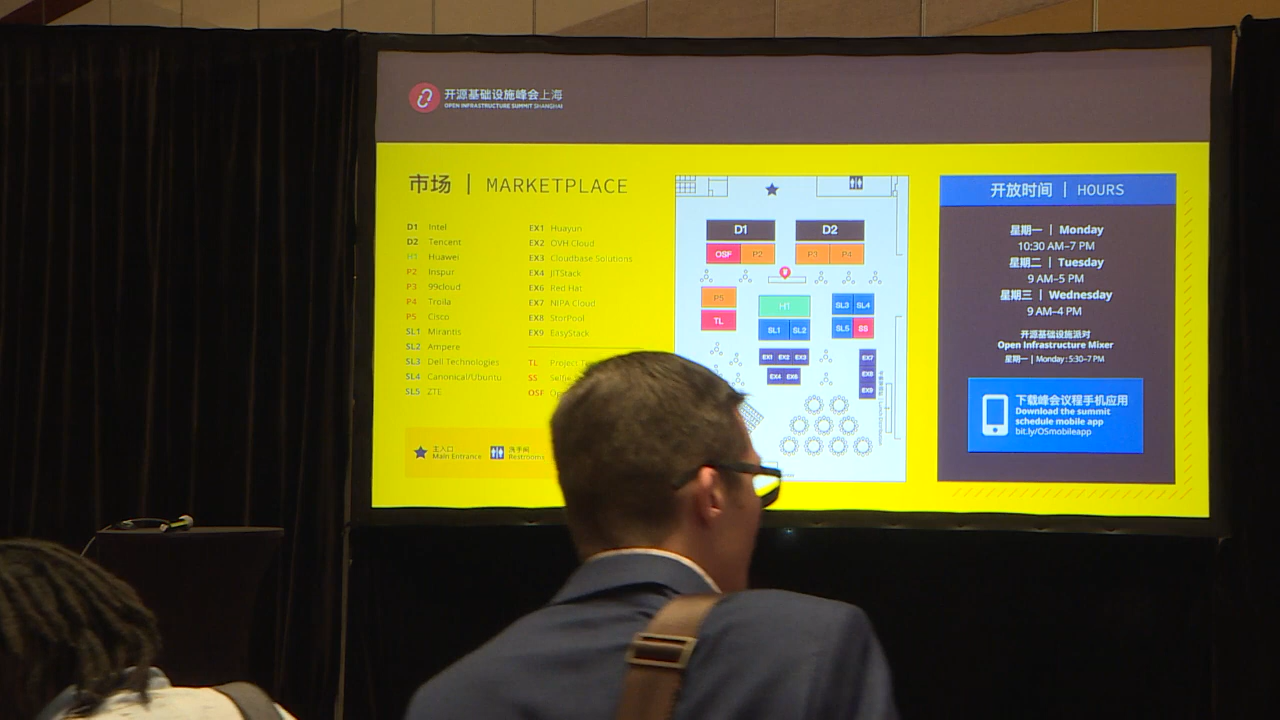 开源基础设施峰会上海
OPEN INFRASTRUCTURE SUMMIT SHANGHAI
市场 | MARKETPLACE
D1 Intel
D2 Tencent
H1 Huawei
P2 Inspur
P3 99cloud
P4 Troila
P5 Cisco
SL1 Mirantis
SL2 Ampere
SL3 Dell Technologies
SL4 Canonical/Ubuntu
SL5 ZTE
EX1 Huayun
EX2 OVH Cloud
EX3 Cloudbase Solutions
EX4 JITStack
EX6 Red Hat
EX7 NIPA Cloud
EX8 StorPool
EX9 EasyStack
TL Project
SS Selfie
OSF
主入口
Main Entrance
洗手间
Restrooms
D1 D2
OSF P2 P3 P4
P5 H1 SL3 SL4
TL SL1 SL2 SL5 SS
EX1 EX2 EX3 EX7
EX4 EX6 EX8
EX9
开放时间 | HOURS
星期一 | Monday
10:30 AM–7 PM
星期二 | Tuesday
9 AM–5 PM
星期三 | Wednesday
9 AM–4 PM
开源基础设施派对
Open Infrastructure Mixer
星期一 | Monday : 5:30–7 PM
下载峰会议程手机应用
Download the summit
schedule mobile app
bit.ly/OSmobileapp